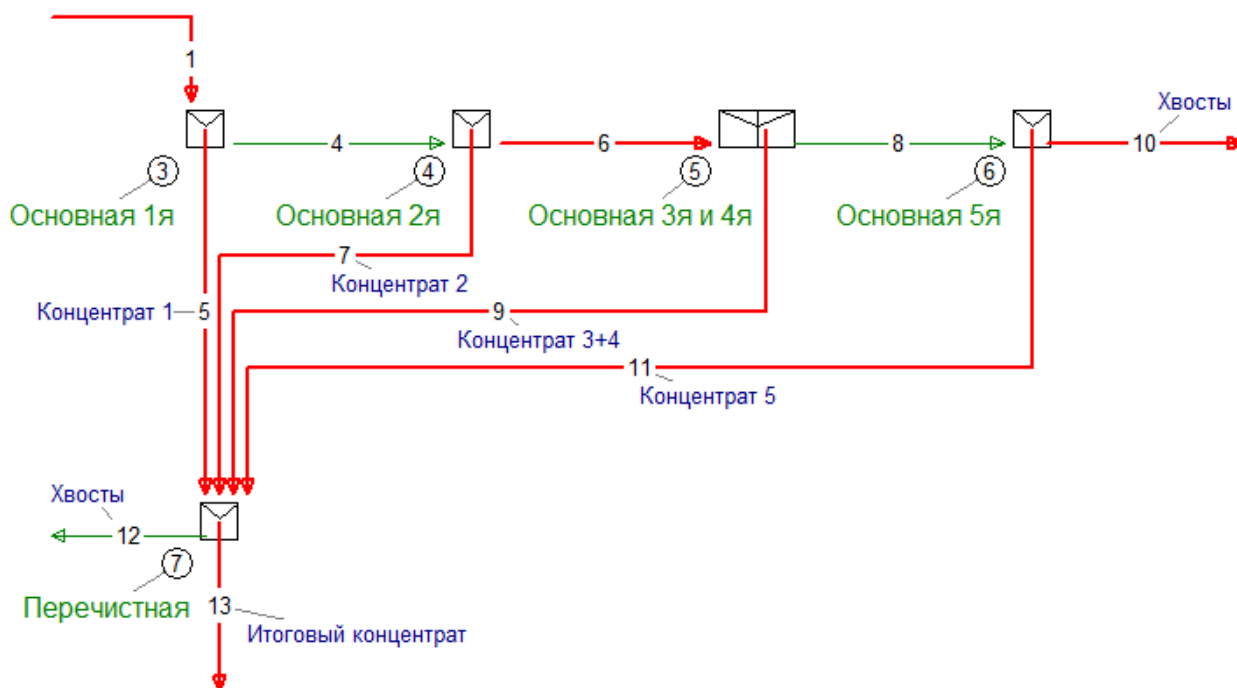 1
Хвосты
4
6
8
10
3
4
5
6
Основная 1я
Основная 2я
Основная 3я и 4я
Основная 5я
7
Концентрат 2
Концентрат 1
5
9
Концентрат 3+4
11
Концентрат 5
Хвосты
12
7
Перечистная
13
Итоговый концентрат